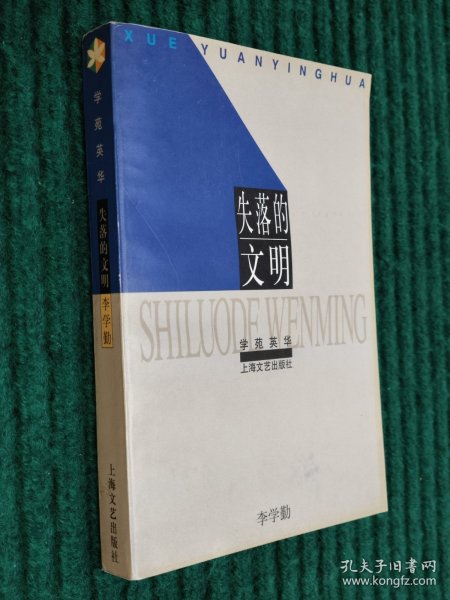 XUE YUANYINGHUA
失落的
文明
SHILUODE WENMING
学苑英华
上海文艺出版社
李学勤
学苑英华
失落的文明
李学勤
上海文艺出版社
孔夫子旧书网
www.kongfz.com